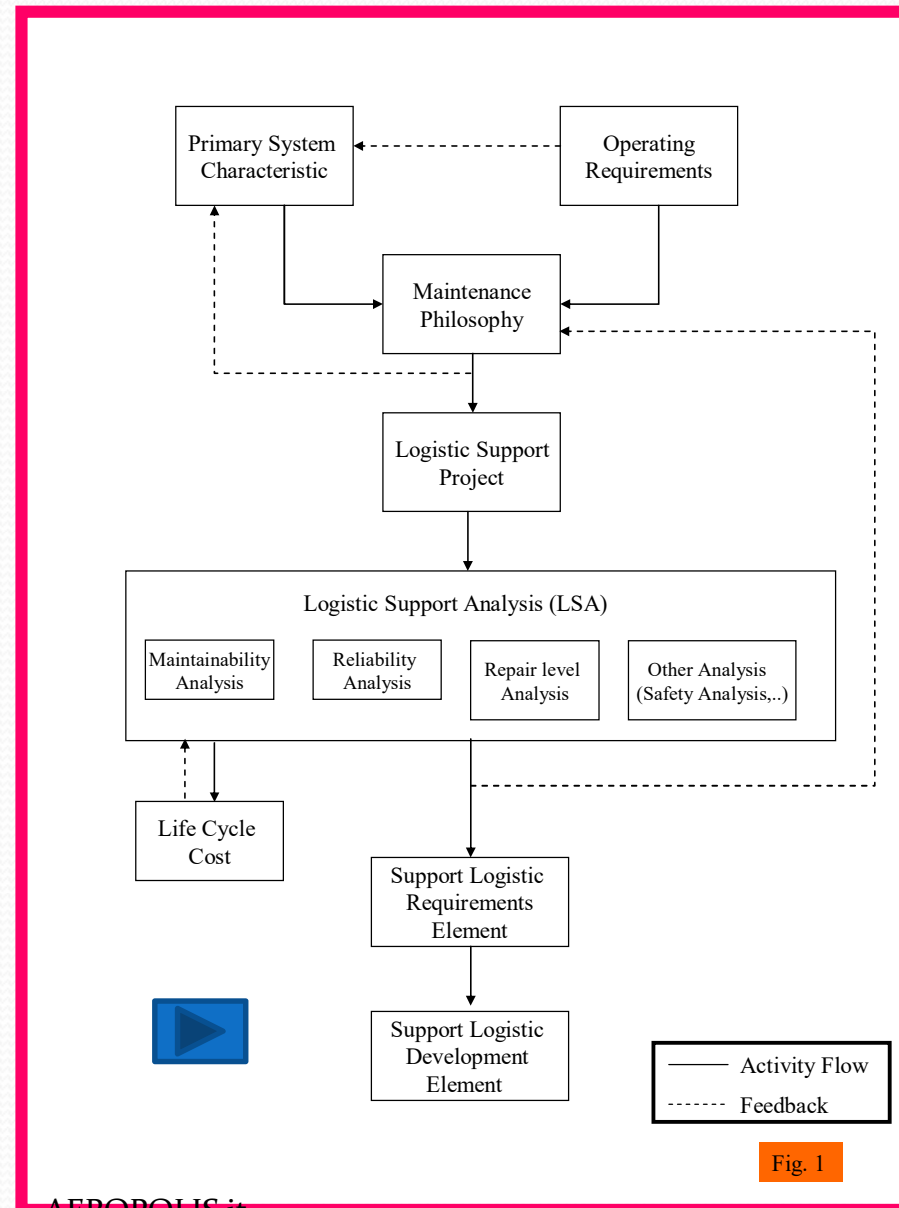 Primary System
Characteristic
Operating
Requirements
Maintenance
Philosophy
Logistic Support
Project
Logistic Support Analysis (LSA)
Maintainability
Analysis
Reliability
Analysis
Repair level
Analysis
Other Analysis
(Safety Analysis,..)
Life Cycle
Cost
Support Logistic
Requirements
Element
Support Logistic
Development
Element
Activity Flow
Feedback
Fig. 1
AEROPOLIS.it